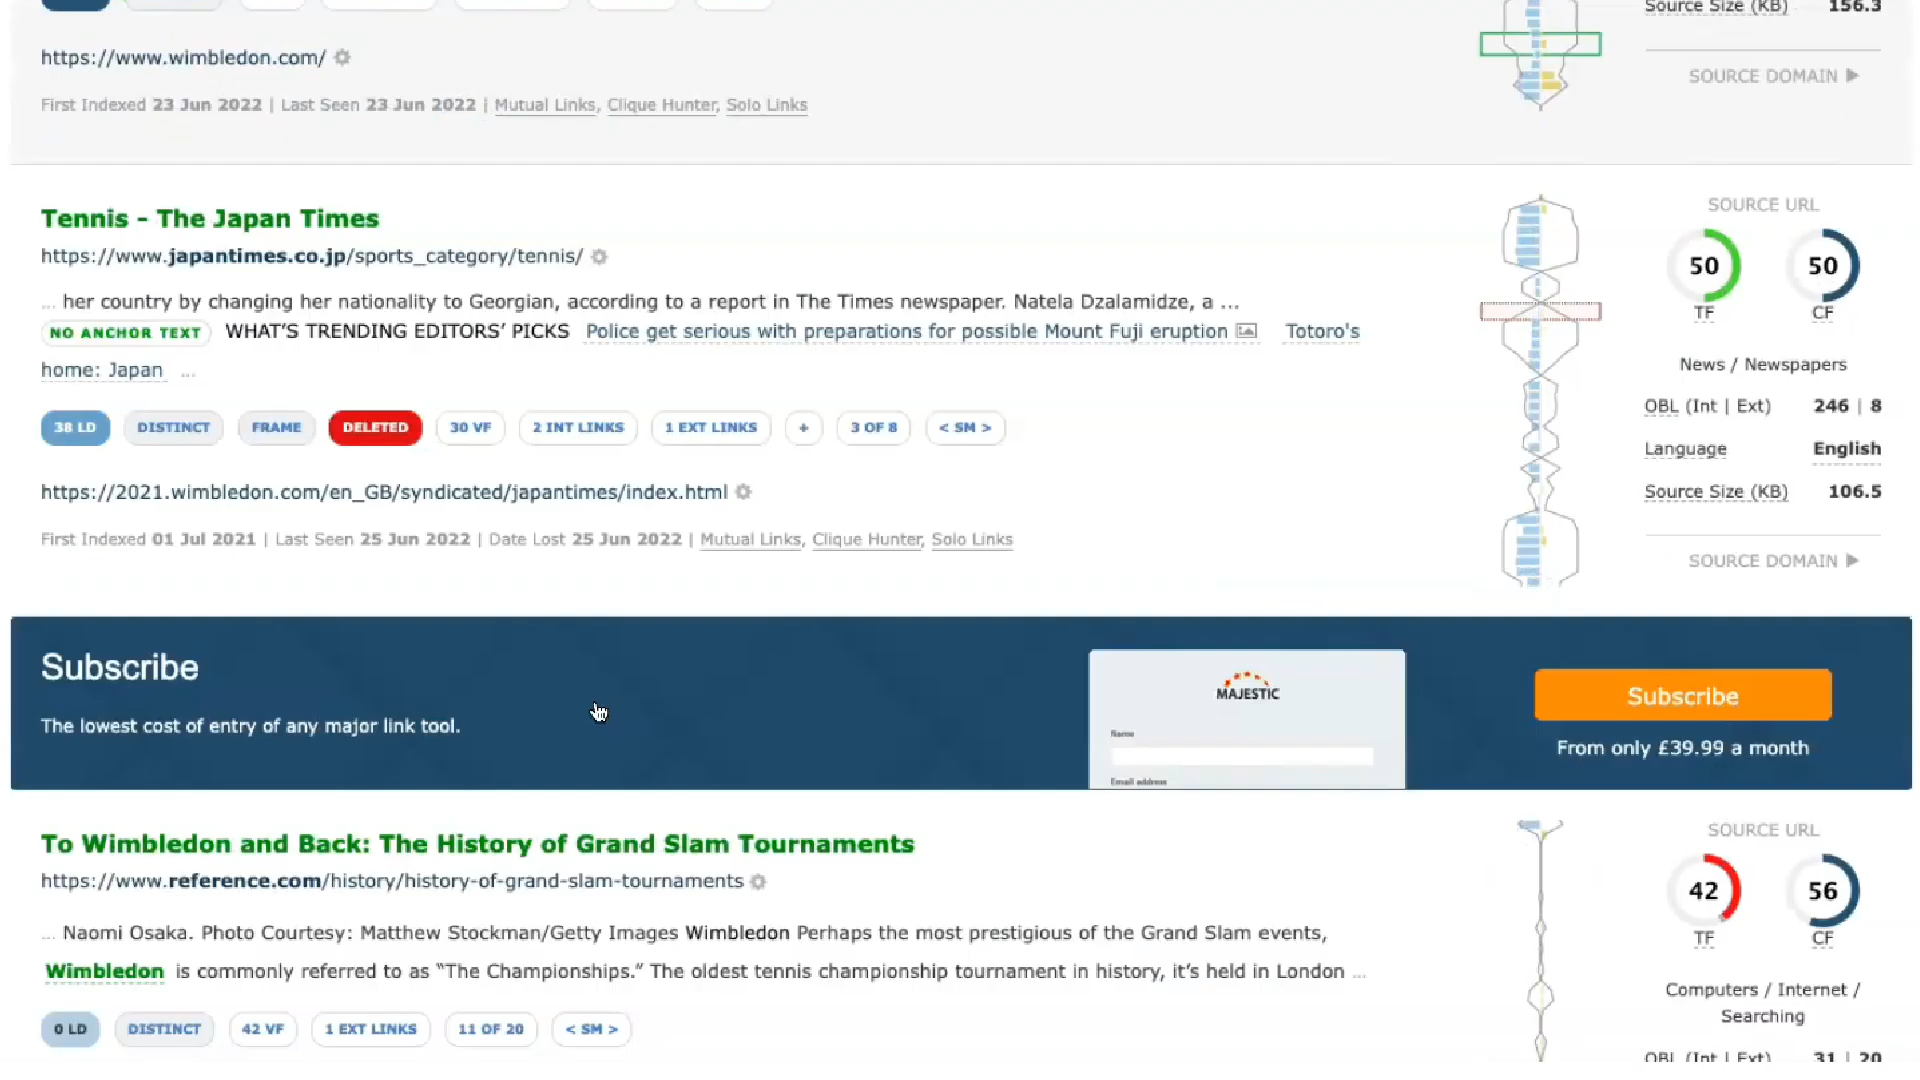 Source Size (KB) 156.3
https://www.wimbledon.com/
SOURCE DOMAIN ▶
First Indexed 23 Jun 2022 | Last Seen 23 Jun 2022 | Mutual Links, Clique Hunter, Solo Links
Tennis - The Japan Times
https://www.japantimes.co.jp/sports_category/tennis/
... her country by changing her nationality to Georgian, according to a report in The Times newspaper. Natela Dzalamidze, a ...
NO ANCHOR TEXT WHAT'S TRENDING EDITORS' PICKS Police get serious with preparations for possible Mount Fuji eruption Totoro's
home: Japan ...
38 LD DISTINCT FRAME DELETED 30 VF 2 INT LINKS 1 EXT LINKS + 3 OF 8 < SM >
https://2021.wimbledon.com/en_GB/syndicated/japantimes/index.html
First Indexed 01 Jul 2021 | Last Seen 25 Jun 2022 | Date Lost 25 Jun 2022 | Mutual Links, Clique Hunter, Solo Links
SOURCE URL
50 50
TF CF
News / Newspapers
OBL (Int | Ext) 246 | 8
Language English
Source Size (KB) 106.5
SOURCE DOMAIN ▶
Subscribe
The lowest cost of entry of any major link tool.
MAJESTIC
Name
Email address
Subscribe
From only £39.99 a month
To Wimbledon and Back: The History of Grand Slam Tournaments
https://www.reference.com/history/history-of-grand-slam-tournaments
... Naomi Osaka. Photo Courtesy: Matthew Stockman/Getty Images Wimbledon Perhaps the most prestigious of the Grand Slam events,
Wimbledon is commonly referred to as “The Championships.” The oldest tennis championship tournament in history, it’s held in London ...
0 LD DISTINCT 42 VF 1 EXT LINKS 11 OF 20 < SM >
SOURCE URL
42 56
TF CF
Computers / Internet /
Searching
OBL (Int | Ext) 31 | 20